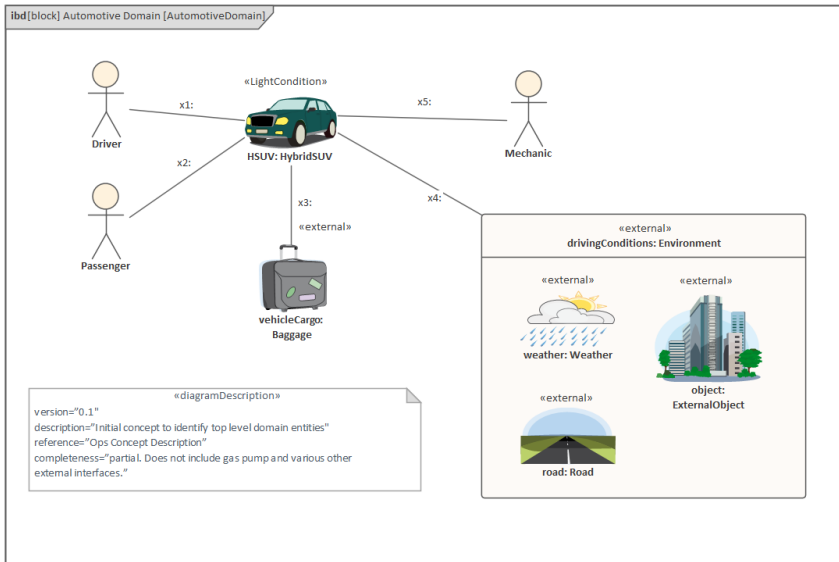 ibd [block] Automotive Domain [AutomotiveDomain]
«LightCondition»
x1:
x5:
Driver
HSUV: HybridSUV
Mechanic
x2:
x3:
x4:
«external»
Passenger
vehicleCargo:
Baggage
«external»
drivingConditions: Environment
«external»
«external»
weather: Weather
object:
ExternalObject
«external»
road: Road
«diagramDescription»
version="0.1"
description="Initial concept to identify top level domain entities"
reference="Ops Concept Description"
completeness="partial. Does not include gas pump and various other
external interfaces."